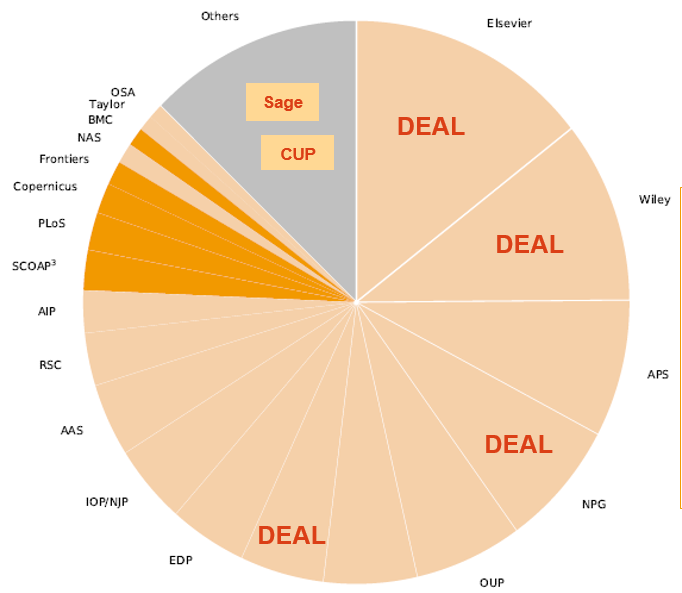 Others
Elsevier
OSA
Taylor
BMC
NAS
Frontiers
Copernicus
PLoS
SCOAP³
AIP
RSC
AAS
IOP/NJP
EDP
OUP
NPG
APS
Wiley
Sage
CUP
DEAL
DEAL
DEAL
DEAL